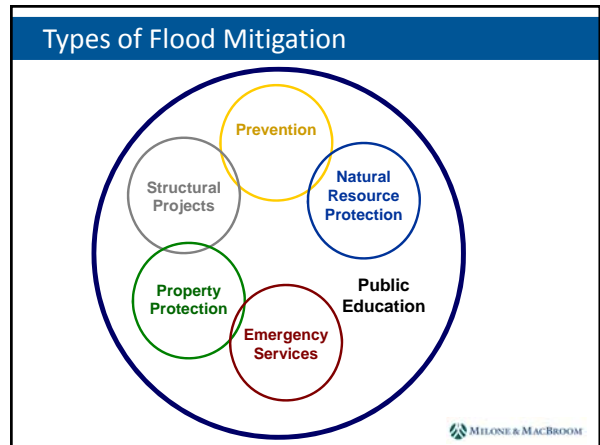 Types of Flood Mitigation
Prevention
Structural
Projects
Natural
Resource
Protection
Property
Protection
Public
Education
Emergency
Services
MILONE & MACBROOM